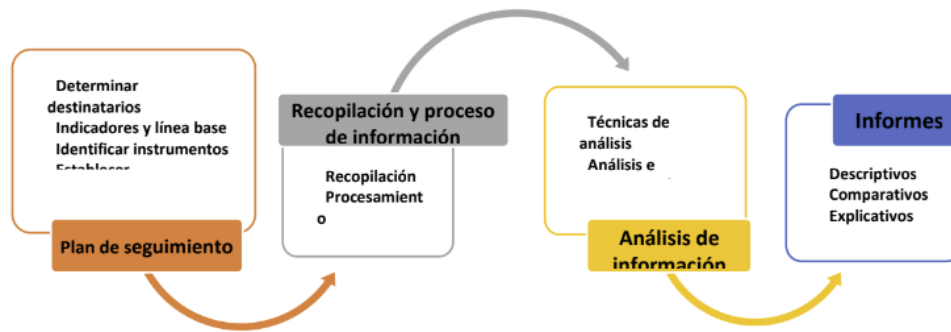 Determinar
destinatarios
Indicadores y línea base
Identificar instrumentos
Establecer
Plan de seguimiento
Recopilación y proceso
de información
Recopilación
Procesamient
o
Técnicas de
análisis
Análisis e
Análisis de
información
Informes
Descriptivos
Comparativos
Explicativos